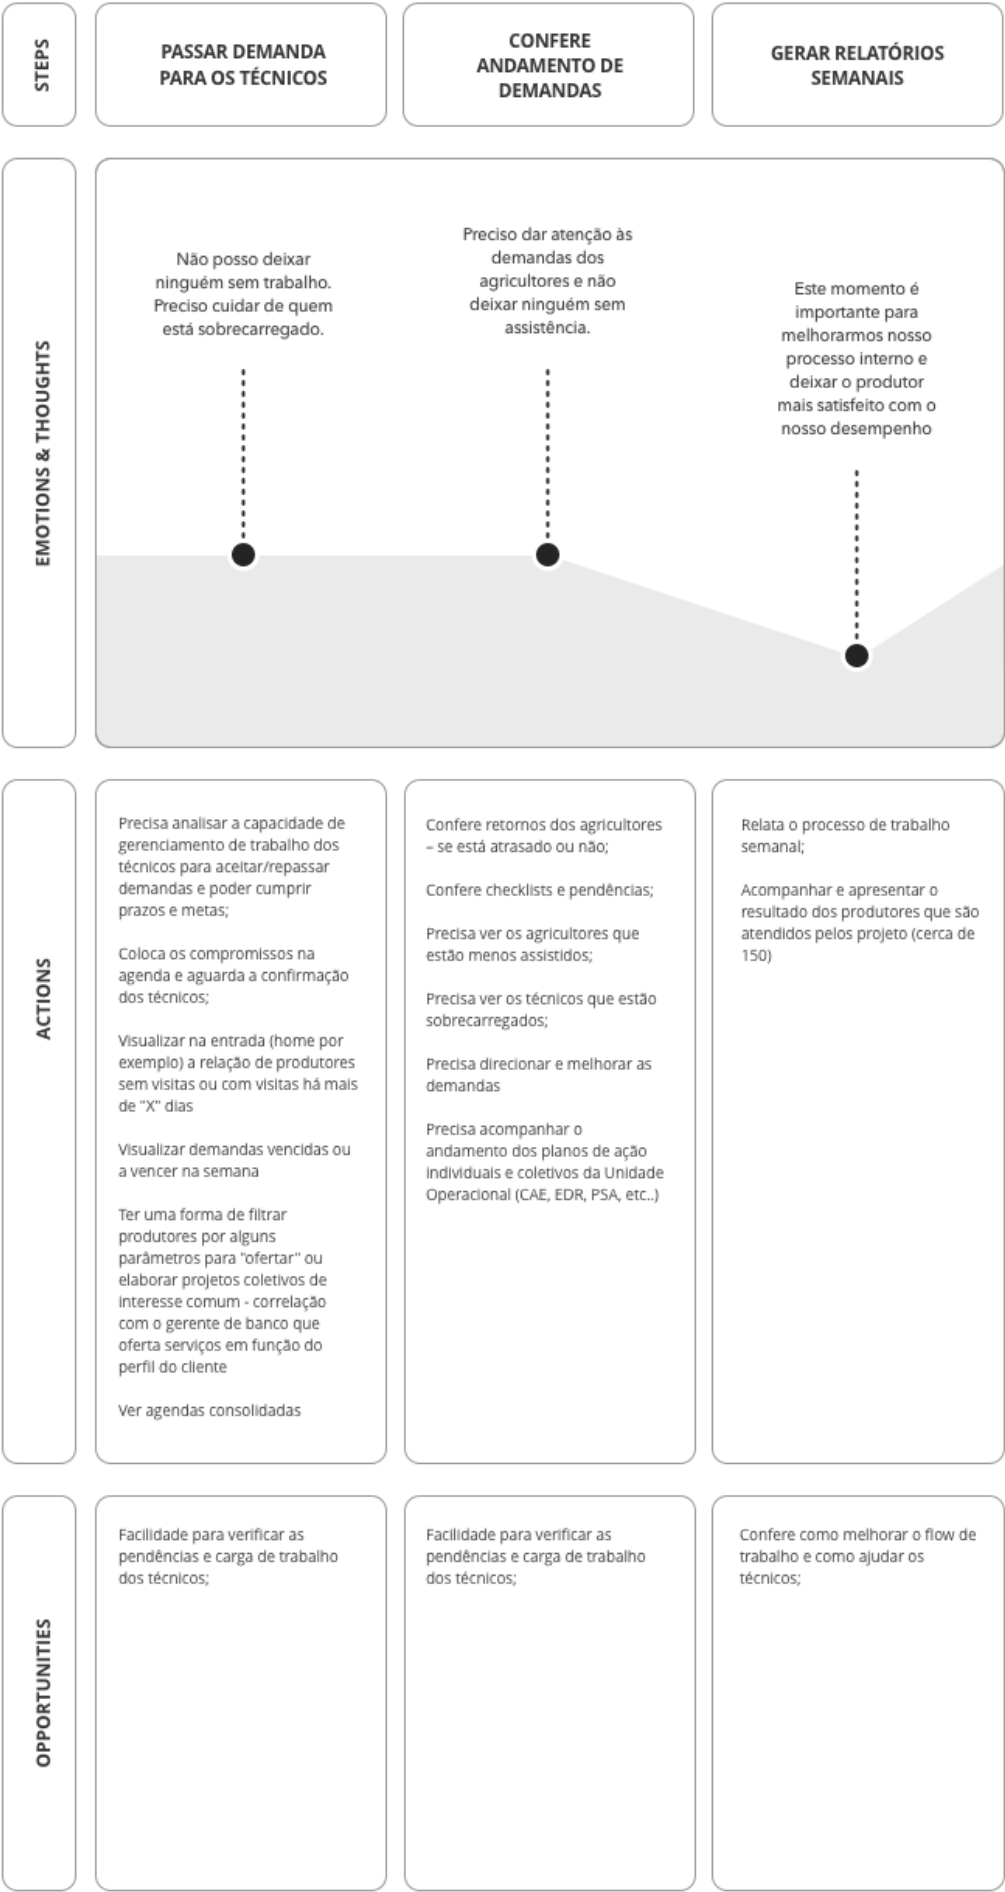 STEPS
PASSAR DEMANDA
PARA OS TÉCNICOS
CONFERE
ANDAMENTO DE
DEMANDAS
GERAR RELATÓRIOS
SEMANAIS
EMOTIONS & THOUGHTS
Não posso deixar
ninguém sem trabalho.
Preciso cuidar de quem
está sobrecarregado.
Preciso dar atenção às
demandas dos
agricultores e não
deixar ninguém sem
assistência.
Este momento é
importante para
melhorarmos nosso
processo interno e
deixar o produtor
mais satisfeito com o
nosso desempenho
ACTIONS
Precisa analisar a capacidade de
gerenciamento de trabalho dos
técnicos para aceitar/repassar
demandas e poder cumprir
prazos e metas;
Coloca os compromissos na
agenda e aguarda a confirmação
dos técnicos;
Visualizar na entrada (home por
exemplo) a relação de produtores
sem visitas ou com visitas há mais
de "X" dias
Visualizar demandas vencidas ou
a vencer na semana
Ter uma forma de filtrar
produtores por alguns
parâmetros para "ofertar" ou
elaborar projetos coletivos de
interesse comum - correlação
com o gerente de banco que
oferta serviços em função do
perfil do cliente
Ver agendas consolidadas
Confere retornos dos agricultores
– se está atrasado ou não;
Confere checklists e pendências;
Precisa ver os agricultores que
estão menos assistidos;
Precisa ver os técnicos que estão
sobrecarregados;
Precisa direcionar e melhorar as
demandas
Precisa acompanhar o
andamento dos planos de ação
individuais e coletivos da Unidade
Operacional (CAE, EDR, PSA, etc..)
Relata o processo de trabalho
semanal;
Acompanhar e apresentar o
resultado dos produtores que são
atendidos pelos projeto (cerca de
150)
OPPORTUNITIES
Facilidade para verificar as
pendências e carga de trabalho
dos técnicos;
Facilidade para verificar as
pendências e carga de trabalho
dos técnicos;
Confere como melhorar o flow de
trabalho e como ajudar os
técnicos;